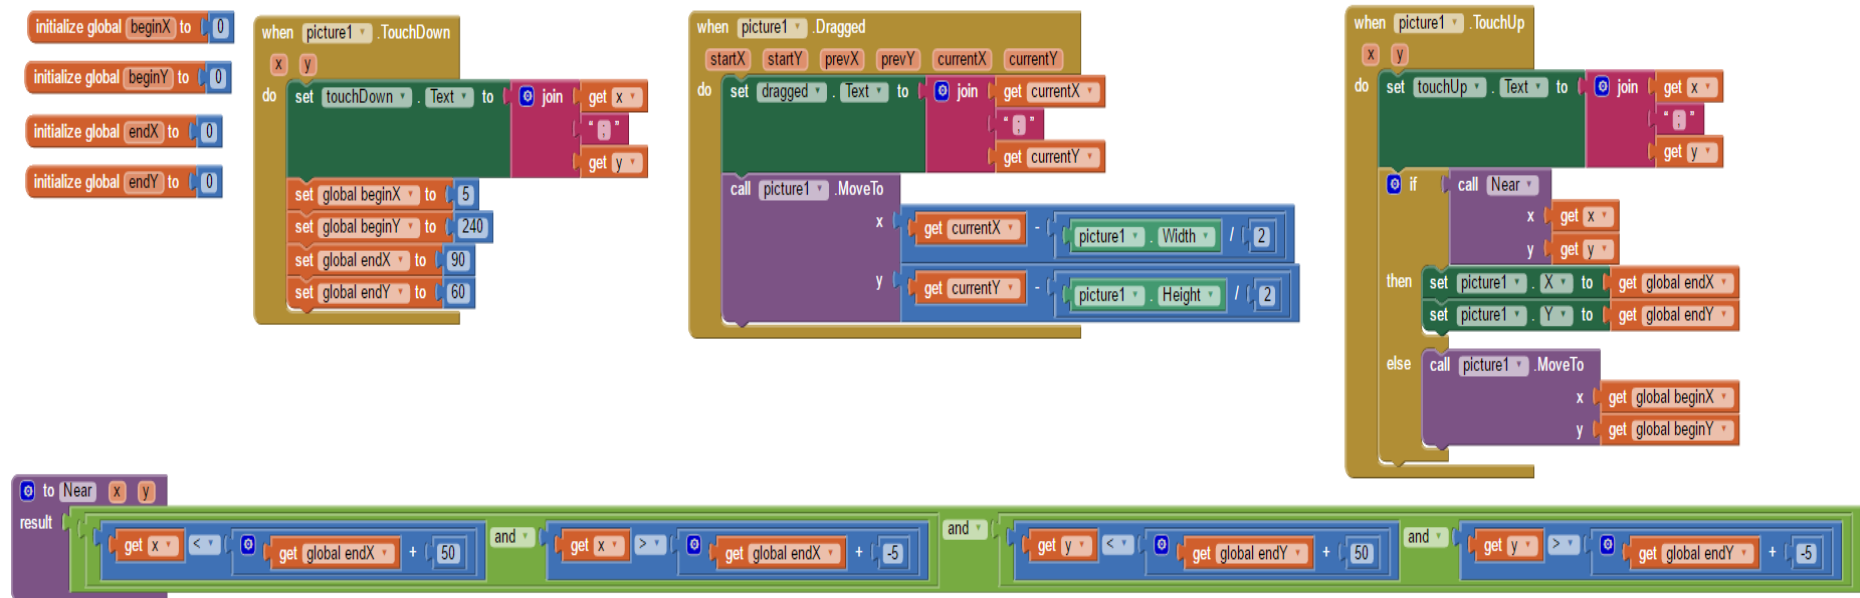 initialize global beginX to 0
initialize global beginY to 0
initialize global endX to 0
initialize global endY to 0
when picture1 .TouchDown
x y
do set touchDown . Text to join get x
" ; "
get y
set global beginX to 5
set global beginY to 240
set global endX to 90
set global endY to 60
when picture1 .Dragged
startX startY prevX prevY currentX currentY
do set dragged . Text to join get currentX
" ; "
get currentY
call picture1 .MoveTo
x get currentX - picture1 . Width / 2
y get currentY - picture1 . Height / 2
when picture1 .TouchUp
x y
do set touchUp . Text to join get x
" ; "
get y
if call Near
x get x
y get y
then set picture1 . X to get global endX
set picture1 . Y to get global endY
else call picture1 .MoveTo
x get global beginX
y get global beginY
to Near x y
result get x < get global endX + 50 and get x > get global endX + -5 and get y < get global endY + 50 and get y > get global endY + -5